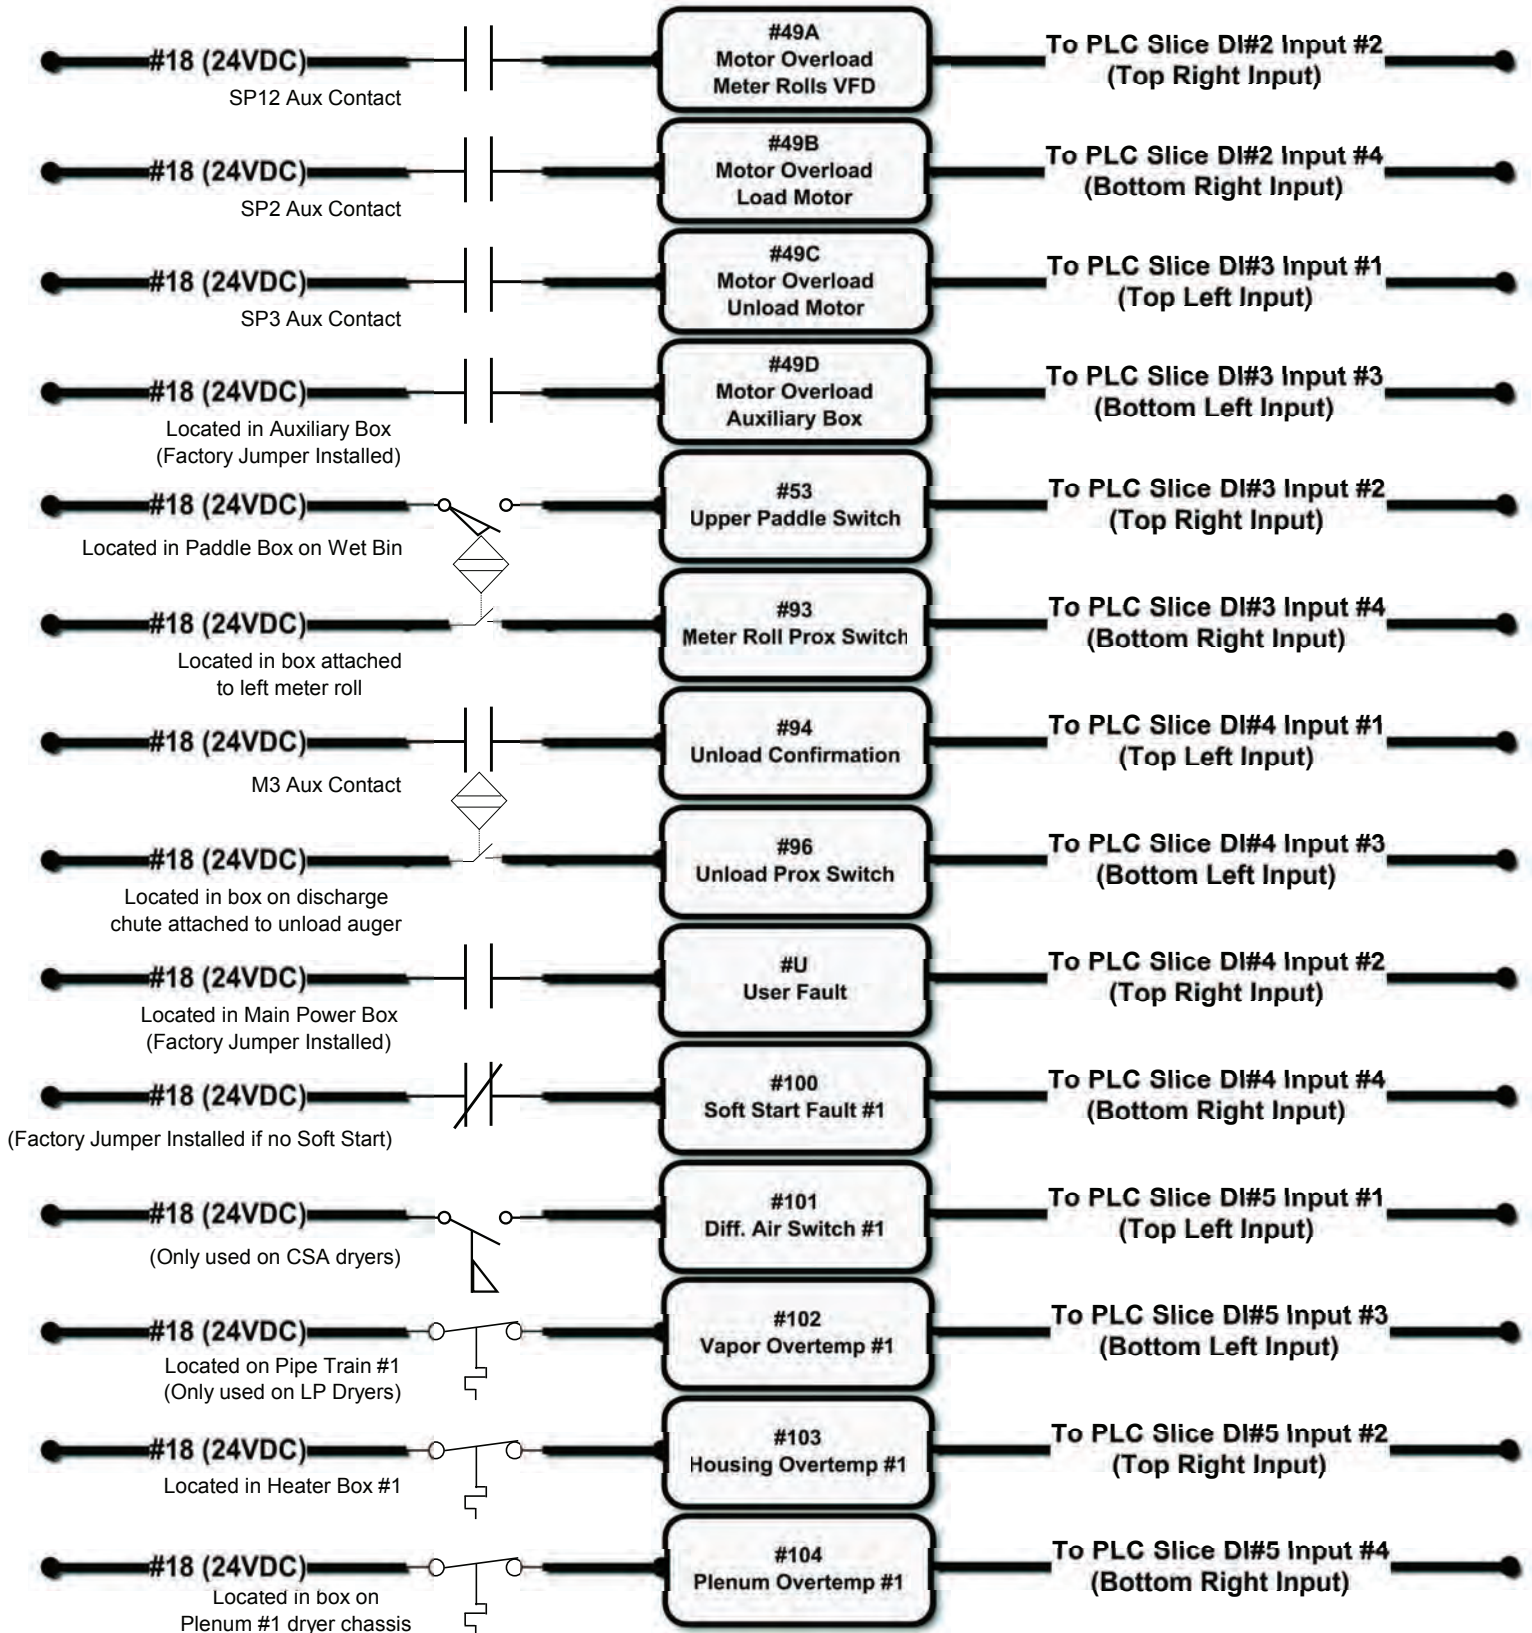 #49A
Motor Overload
Meter Rolls VFD
#18 (24VDC)
SP12 Aux Contact
To PLC Slice DI#2 Input #2
(Top Right Input)
#49B
Motor Overload
Load Motor
#18 (24VDC)
SP2 Aux Contact
To PLC Slice DI#2 Input #4
(Bottom Right Input)
#49C
Motor Overload
Unload Motor
#18 (24VDC)
SP3 Aux Contact
To PLC Slice DI#3 Input #1
(Top Left Input)
#49D
Motor Overload
Auxiliary Box
#18 (24VDC)
Located in Auxiliary Box
(Factory Jumper Installed)
To PLC Slice DI#3 Input #3
(Bottom Left Input)
#53
Upper Paddle Switch
#18 (24VDC)
Located in Paddle Box on Wet Bin
To PLC Slice DI#3 Input #2
(Top Right Input)
#93
Meter Roll Prox Switch
#18 (24VDC)
Located in box attached
to left meter roll
To PLC Slice DI#3 Input #4
(Bottom Right Input)
#94
Unload Confirmation
#18 (24VDC)
M3 Aux Contact
To PLC Slice DI#4 Input #1
(Top Left Input)
#96
Unload Prox Switch
#18 (24VDC)
Located in box on discharge
chute attached to unload auger
To PLC Slice DI#4 Input #3
(Bottom Left Input)
#U
User Fault
#18 (24VDC)
Located in Main Power Box
(Factory Jumper Installed)
To PLC Slice DI#4 Input #2
(Top Right Input)
#100
Soft Start Fault #1
#18 (24VDC)
(Factory Jumper Installed if no Soft Start)
To PLC Slice DI#4 Input #4
(Bottom Right Input)
#101
Diff. Air Switch #1
#18 (24VDC)
(Only used on CSA dryers)
To PLC Slice DI#5 Input #1
(Top Left Input)
#102
Vapor Overtemp #1
#18 (24VDC)
Located on Pipe Train #1
(Only used on LP Dryers)
To PLC Slice DI#5 Input #3
(Bottom Left Input)
#103
Housing Overtemp #1
#18 (24VDC)
Located in Heater Box #1
To PLC Slice DI#5 Input #2
(Top Right Input)
#104
Plenum Overtemp #1
#18 (24VDC)
Located in box on
Plenum #1 dryer chassis
To PLC Slice DI#5 Input #4
(Bottom Right Input)